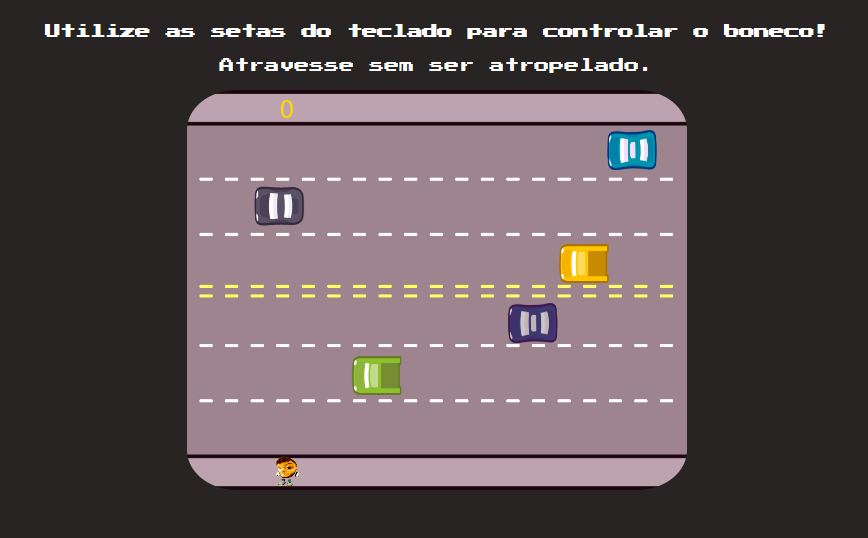 Utilize as setas do teclado para controlar o boneco!
Atravesse sem ser atropelado.
0